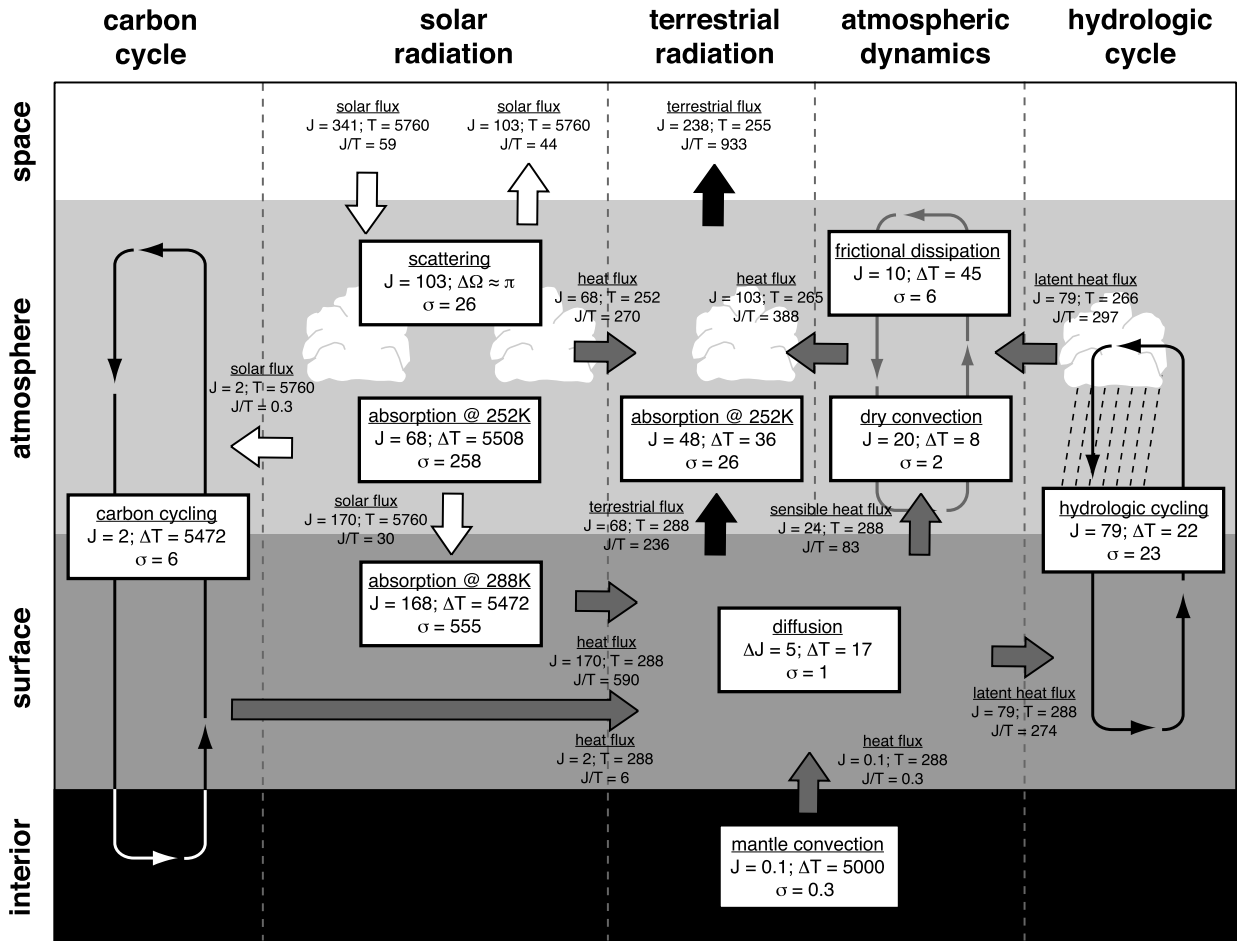 carbon
cycle
solar
radiation
terrestrial
radiation
atmospheric
dynamics
hydrologic
cycle
space
atmosphere
surface
interior
solar flux
J = 341; T = 5760
J/T = 59
solar flux
J = 103; T = 5760
J/T = 44
terrestrial flux
J = 238; T = 255
J/T = 933
scattering
J = 103; ΔΩ ≈ π
σ = 26
heat flux
J = 68; T = 252
J/T = 270
heat flux
J = 103; T = 265
J/T = 388
frictional dissipation
J = 10; ΔT = 45
σ = 6
latent heat flux
J = 79; T = 266
J/T = 297
solar flux
J = 2; T = 5760
J/T = 0.3
absorption @ 252K
J = 68; ΔT = 5508
σ = 258
absorption @ 252K
J = 48; ΔT = 36
σ = 26
dry convection
J = 20; ΔT = 8
σ = 2
carbon cycling
J = 2; ΔT = 5472
σ = 6
solar flux
J = 170; T = 5760
J/T = 30
terrestrial flux
J = 68; T = 288
J/T = 236
sensible heat flux
J = 24; T = 288
J/T = 83
hydrologic cycling
J = 79; ΔT = 22
σ = 23
absorption @ 288K
J = 168; ΔT = 5472
σ = 555
heat flux
J = 170; T = 288
J/T = 590
diffusion
ΔJ = 5; ΔT = 17
σ = 1
latent heat flux
J = 79; T = 288
J/T = 274
heat flux
J = 2; T = 288
J/T = 6
heat flux
J = 0.1; T = 288
J/T = 0.3
mantle convection
J = 0.1; ΔT = 5000
σ = 0.3